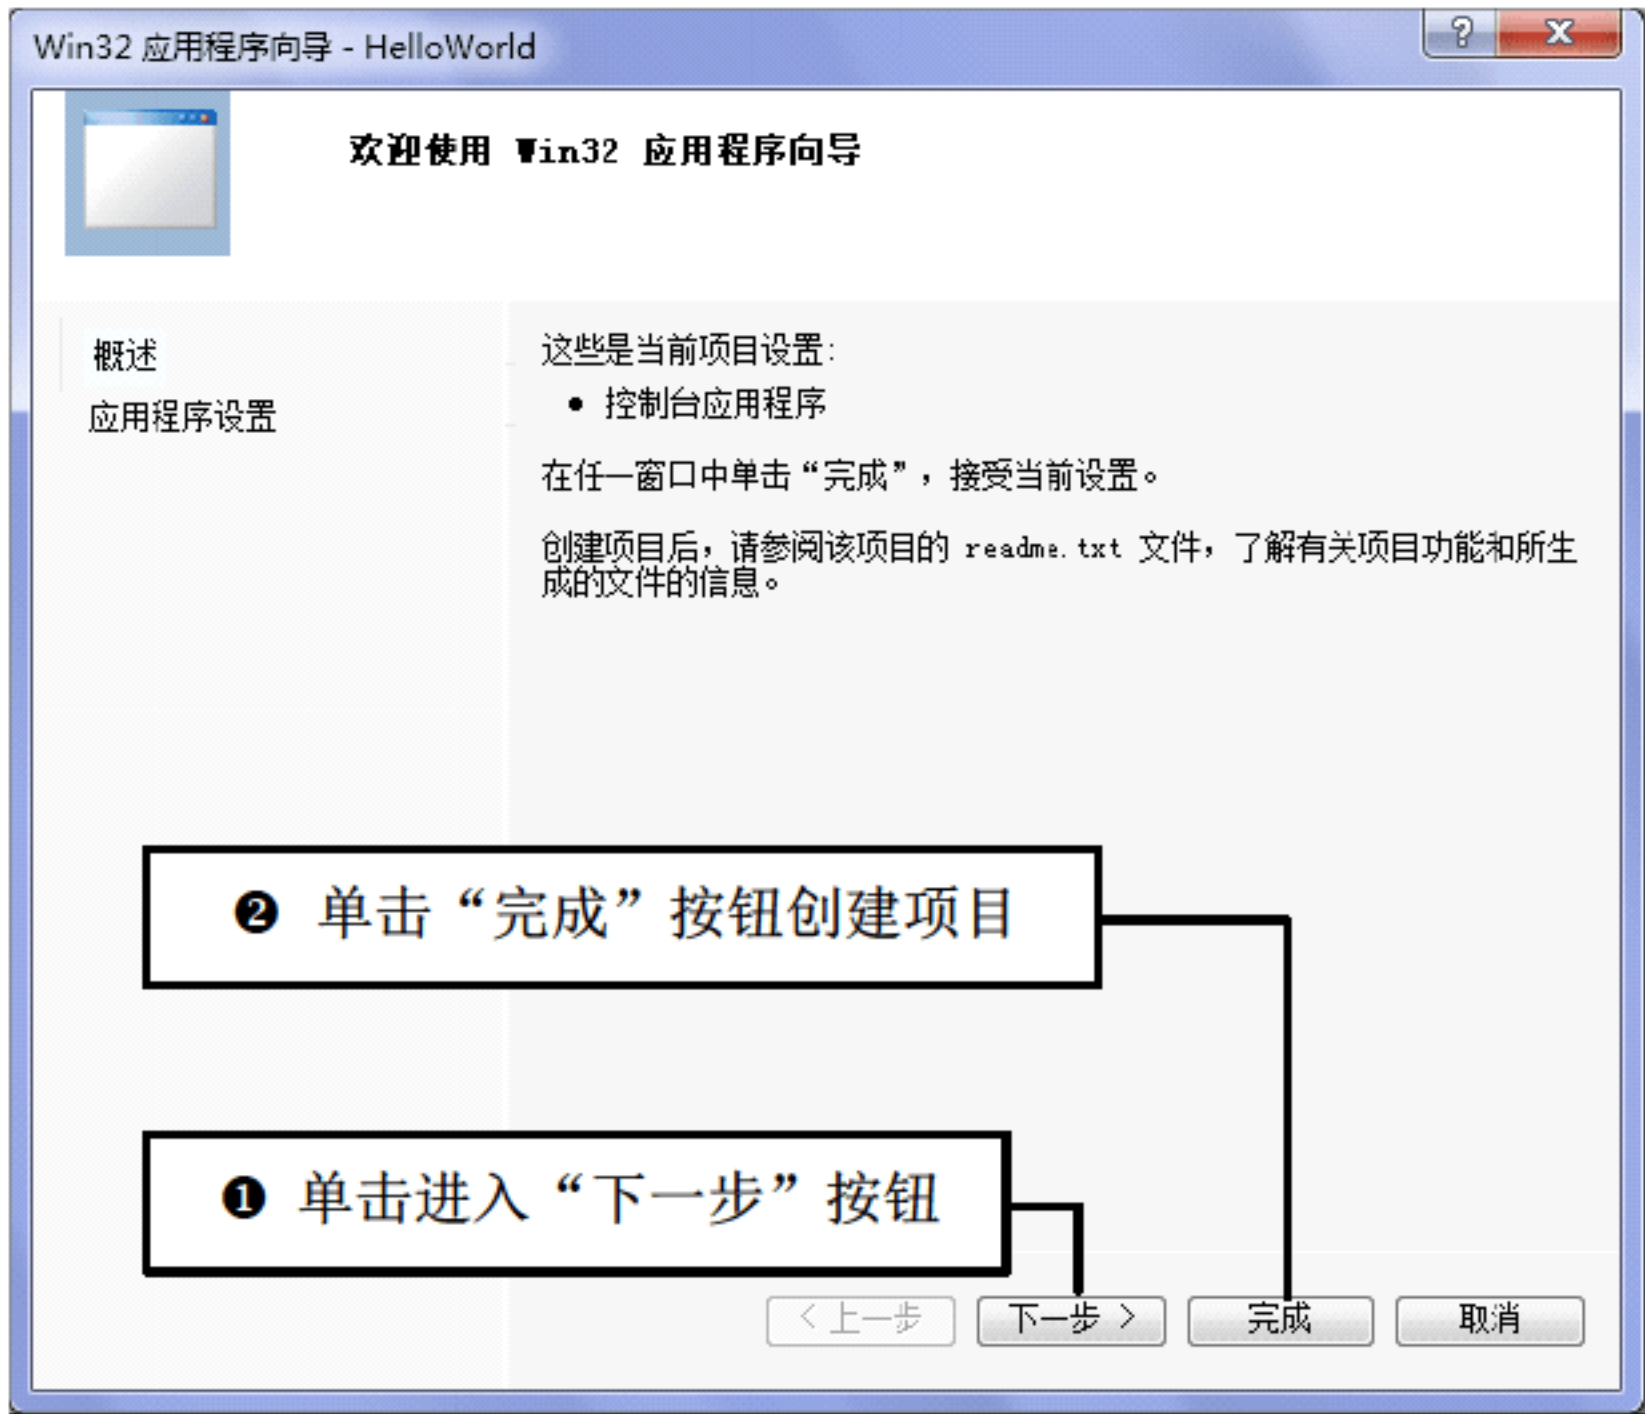 Win32 应用程序向导 - HelloWorld
欢迎使用 Win32 应用程序向导
概述
应用程序设置
这些是当前项目设置:
• 控制台应用程序
在任一窗口中单击“完成”，接受当前设置。
创建项目后，请参阅该项目的 readme.txt 文件，了解有关项目功能和所生
成的文件的信息。
❷ 单击“完成”按钮创建项目
❶ 单击进入“下一步”按钮
< 上一步
下一步 >
完成
取消